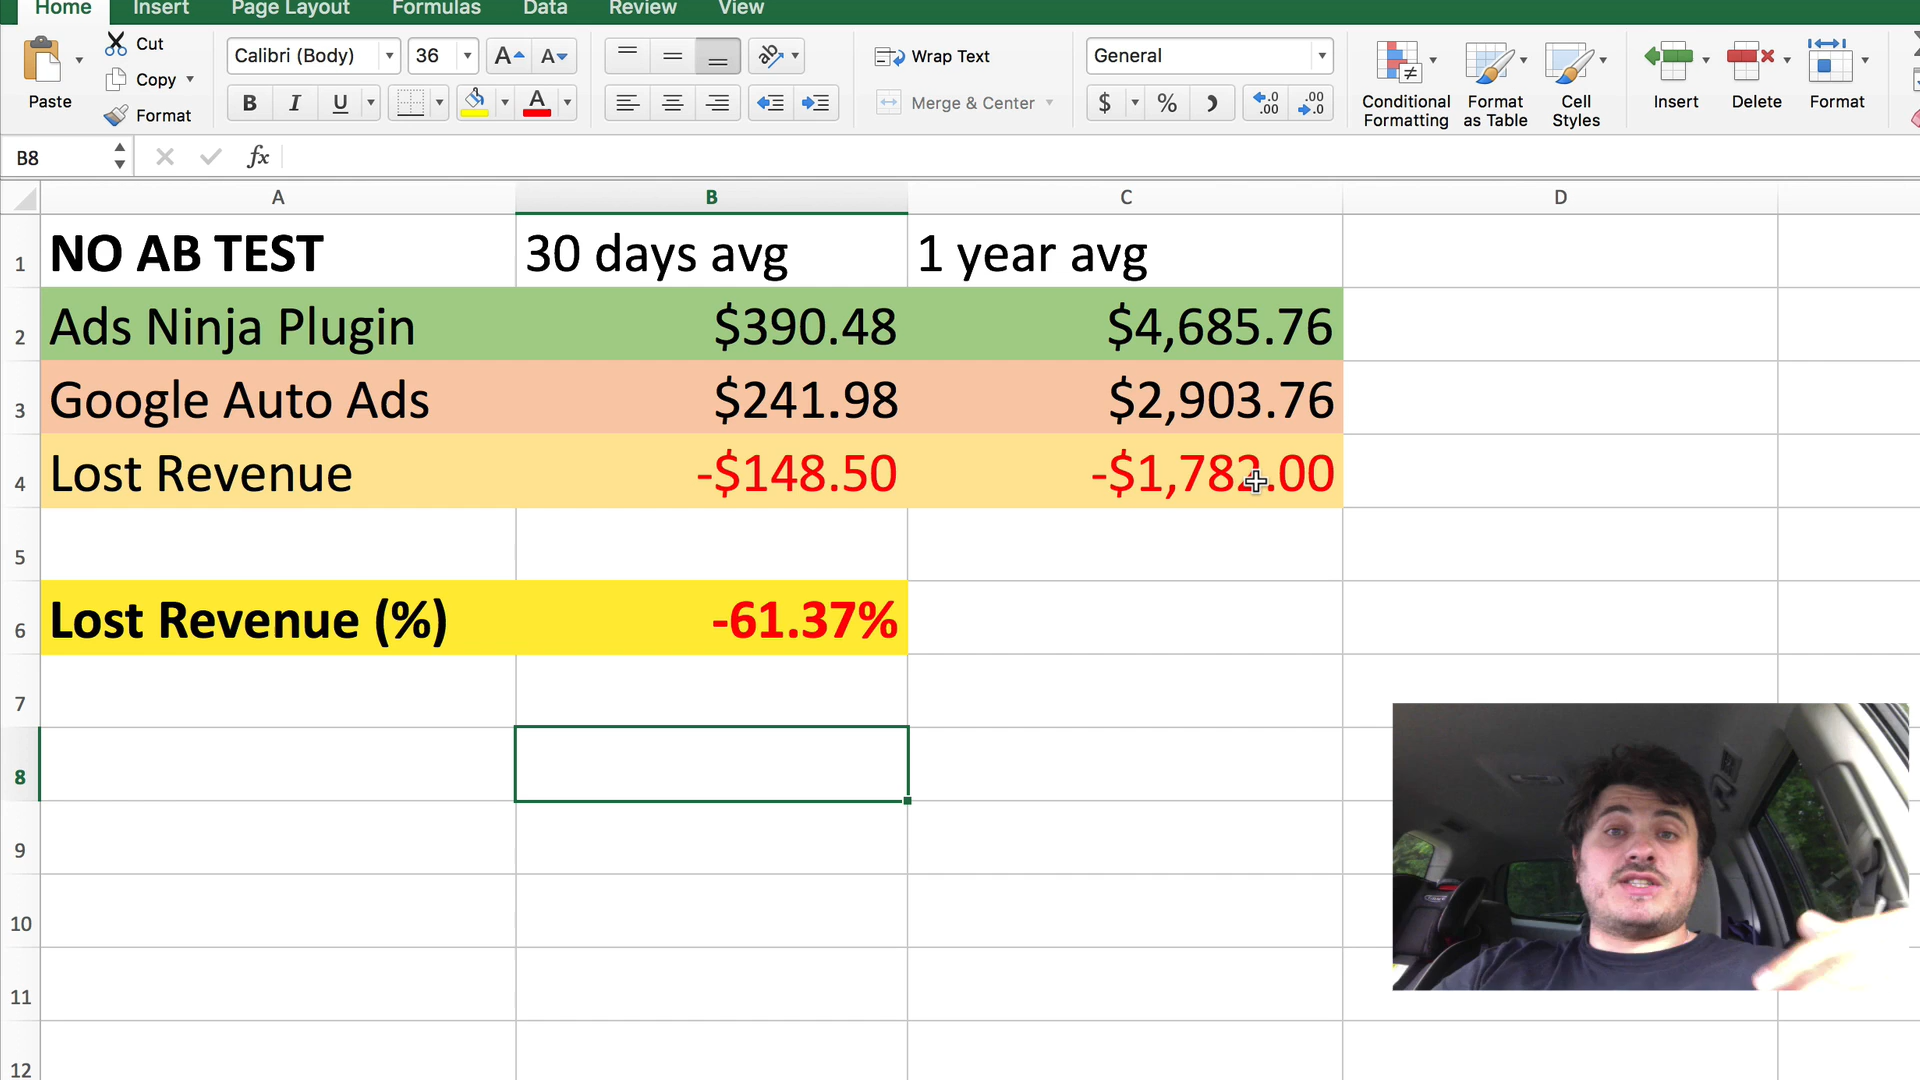 Home Insert Page Layout Formulas Data Review View
Cut
Calibri (Body) 36 A A Wrap Text General
Copy
Paste Format B I U A Merge & Center $ % .0 .00 .00 .0 Conditional Formatting Format as Table Cell Styles Insert Delete Format
B8 fx
A B C D
1 NO AB TEST 30 days avg 1 year avg
2 Ads Ninja Plugin $390.48 $4,685.76
3 Google Auto Ads $241.98 $2,903.76
4 Lost Revenue -$148.50 -$1,782.00
5
6 Lost Revenue (%) -61.37%
7
8
9
10
11
12